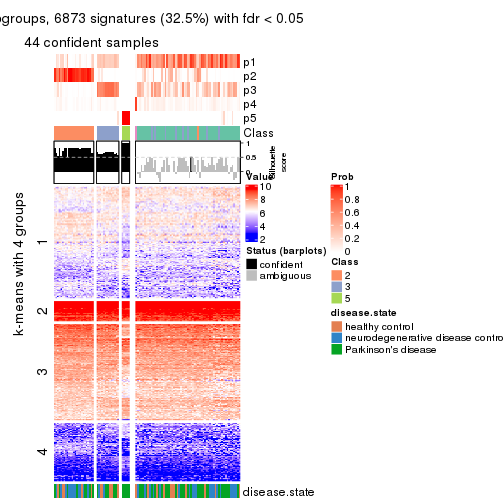 groups, 6873 signatures (32.5%) with fdr < 0.05
44 confident samples
p1
p2
p3
p4
p5
Class
1
0.5
0
Silhouette
score
k-means with 4 groups
1
2
3
4
disease.state
Value
10
8
6
4
2
Status (barplots)
confident
ambiguous
Prob
1
0.8
0.6
0.4
0.2
0
Class
2
3
5
disease.state
healthy control
neurodegenerative disease contro
Parkinson's disease